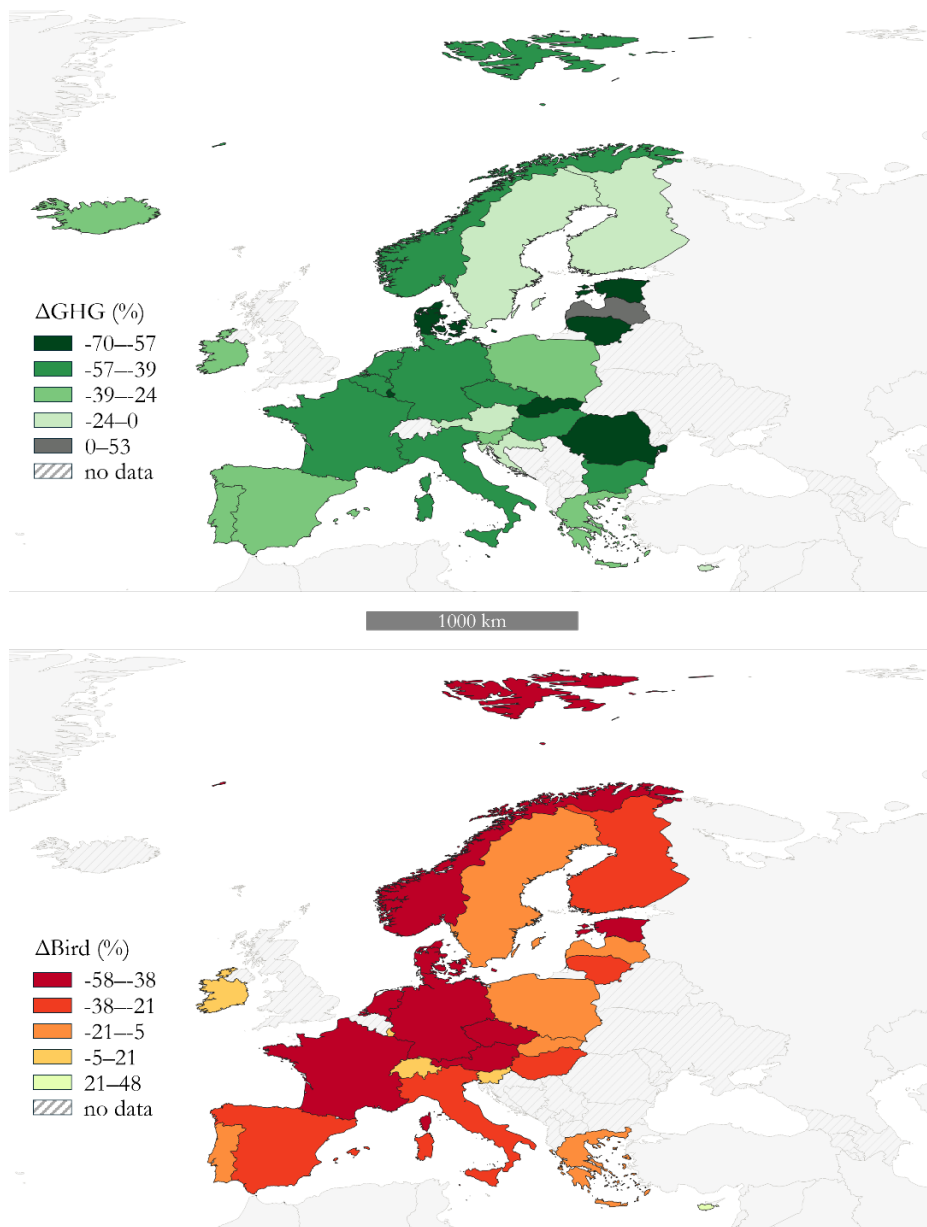 ΔGHG (%)
-70–-57
-57–-39
-39–-24
-24–0
0–53
no data
1000 km
ΔBird (%)
-58–-38
-38–-21
-21–-5
-5–21
21–48
no data